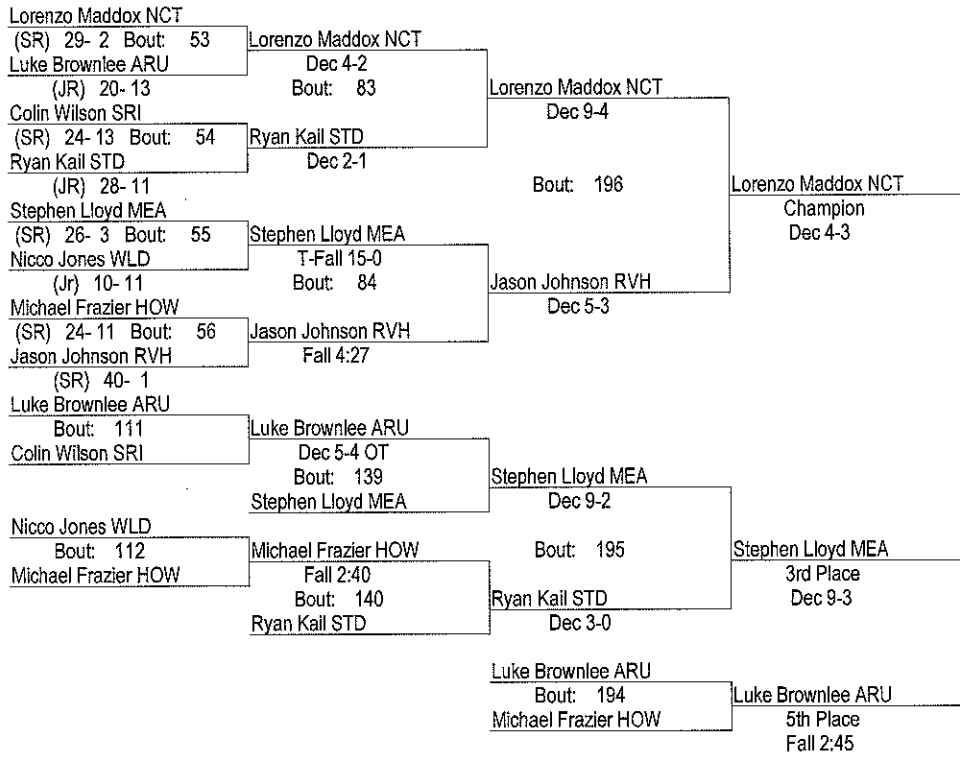 Lorenzo Maddox NCT
(SR) 29- 2 Bout: 53
Luke Brownlee ARU
(JR) 20- 13
Colin Wilson SRI
(SR) 24- 13 Bout: 54
Ryan Kail STD
(JR) 28- 11
Stephen Lloyd MEA
(SR) 26- 3 Bout: 55
Nicco Jones WLD
(Jr) 10- 11
Michael Frazier HOW
(SR) 24- 11 Bout: 56
Jason Johnson RVH
(SR) 40- 1
Lorenzo Maddox NCT
Dec 4-2
Bout: 83
Ryan Kail STD
Dec 2-1
Stephen Lloyd MEA
T-Fall 15-0
Bout: 84
Jason Johnson RVH
Fall 4:27
Lorenzo Maddox NCT
Dec 9-4
Bout: 196
Jason Johnson RVH
Dec 5-3
Lorenzo Maddox NCT
Champion
Dec 4-3
Luke Brownlee ARU
Bout: 111
Colin Wilson SRI
Nicco Jones WLD
Bout: 112
Michael Frazier HOW
Luke Brownlee ARU
Dec 5-4 OT
Bout: 139
Stephen Lloyd MEA
Michael Frazier HOW
Fall 2:40
Bout: 140
Ryan Kail STD
Stephen Lloyd MEA
Dec 9-2
Bout: 195
Ryan Kail STD
Dec 3-0
Stephen Lloyd MEA
3rd Place
Dec 9-3
Luke Brownlee ARU
Bout: 194
Michael Frazier HOW
Luke Brownlee ARU
5th Place
Fall 2:45